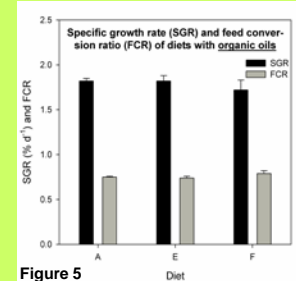 Specific growth rate (SGR) and feed conver-
sion ratio (FCR) of diets with organic oils
SGR
FCR
SGR (% d⁻¹) and FCR
2.5
2.0
1.5
1.0
0.5
0.0
A E F
Diet
Figure 5